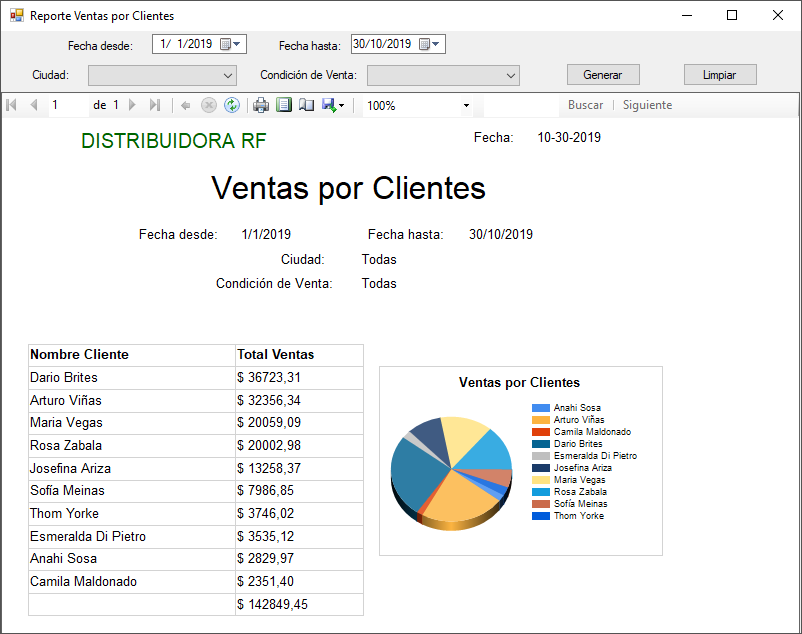 Reporte Ventas por Clientes
Fecha desde: 1/ 1/2019 Fecha hasta: 30/10/2019
Ciudad: Condición de Venta: Generar Limpiar
1 de 1 100% Buscar Siguiente
DISTRIBUIDORA RF Fecha: 10-30-2019
Ventas por Clientes
Fecha desde: 1/1/2019 Fecha hasta: 30/10/2019
Ciudad: Todas
Condición de Venta: Todas
Nombre Cliente Total Ventas
Dario Brites $ 36723,31
Arturo Viñas $ 32356,34
Maria Vegas $ 20059,09
Rosa Zabala $ 20002,98
Josefina Ariza $ 13258,37
Sofía Meinas $ 7986,85
Thom Yorke $ 3746,02
Esmeralda Di Pietro $ 3535,12
Anahi Sosa $ 2829,97
Camila Maldonado $ 2351,40
$ 142849,45
Ventas por Clientes
Anahi Sosa
Arturo Viñas
Camila Maldonado
Dario Brites
Esmeralda Di Pietro
Josefina Ariza
Maria Vegas
Rosa Zabala
Sofía Meinas
Thom Yorke